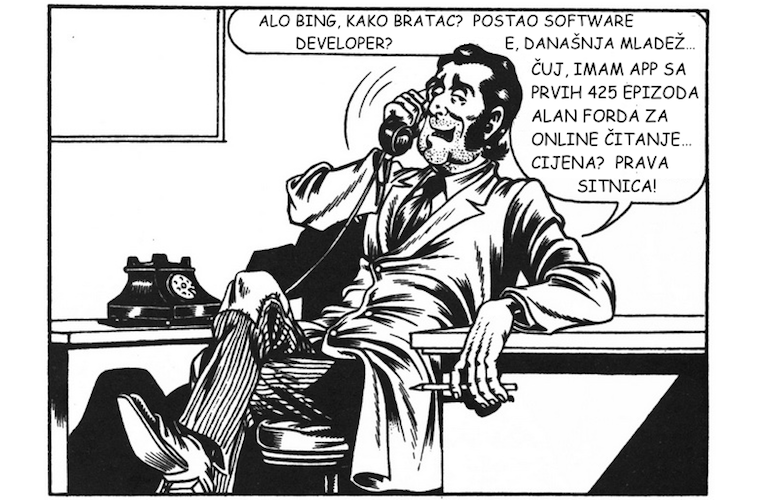 ALO BING, KAKO BRATAC? POSTAO SOFTWARE
DEVELOPER? E, DANAŠNJA MLADEŽ...
ČUJ, IMAM APP SA
PRVIH 425 EPIZODA
ALAN FORDA ZA
ONLINE ČITANJE...
CIJENA? PRAVA
SITNICA!